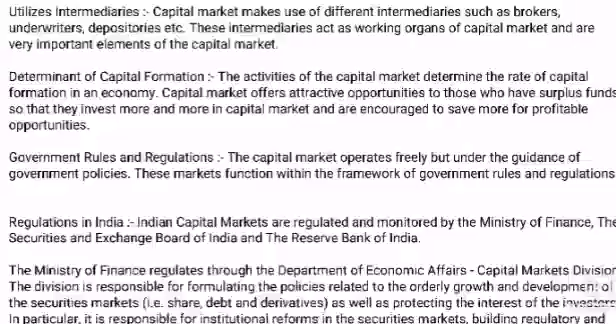 Utilizes Intermediaries :- Capital market makes use of different intermediaries such as brokers,
underwriters, depositories etc. These intermediaries act as working organs of capital market and are
very important elements of the capital market.
Determinant of Capital Formation :- The activities of the capital market determine the rate of capital
formation in an economy. Capital market offers attractive opportunities to those who have surplus funds
so that they invest more and more in capital market and are encouraged to save more for profitable
opportunities.
Government Rules and Regulations :- The capital market operates freely but under the guidance of
government policies. These markets function within the framework of government rules and regulations
Regulations in India :- Indian Capital Markets are regulated and monitored by the Ministry of Finance, The
Securities and Exchange Board of India and The Reserve Bank of India.
The Ministry of Finance regulates through the Department of Economic Affairs - Capital Markets Division
The division is responsible for formulating the policies related to the orderly growth and development of
the securities markets (i.e. share, debt and derivatives) as well as protecting the interest of the investors
In particular, it is responsible for institutional reforms in the securities markets, building regulatory and